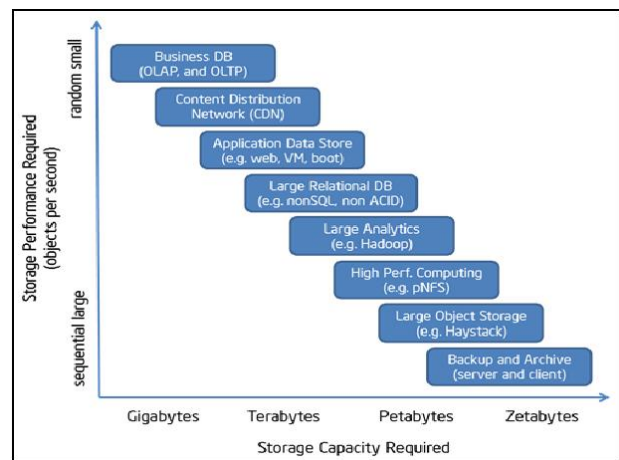 Storage Performance Required
(objects per second)
random small
sequential large
Business DB
(OLAP, and OLTP)
Content Distribution
Network (CDN)
Application Data Store
(e.g. web, VM, boot)
Large Relational DB
(e.g. nonSQL, non ACID)
Large Analytics
(e.g. Hadoop)
High Perf. Computing
(e.g. pNFS)
Large Object Storage
(e.g. Haystack)
Backup and Archive
(server and client)
Gigabytes Terabytes Petabytes Zetabytes
Storage Capacity Required